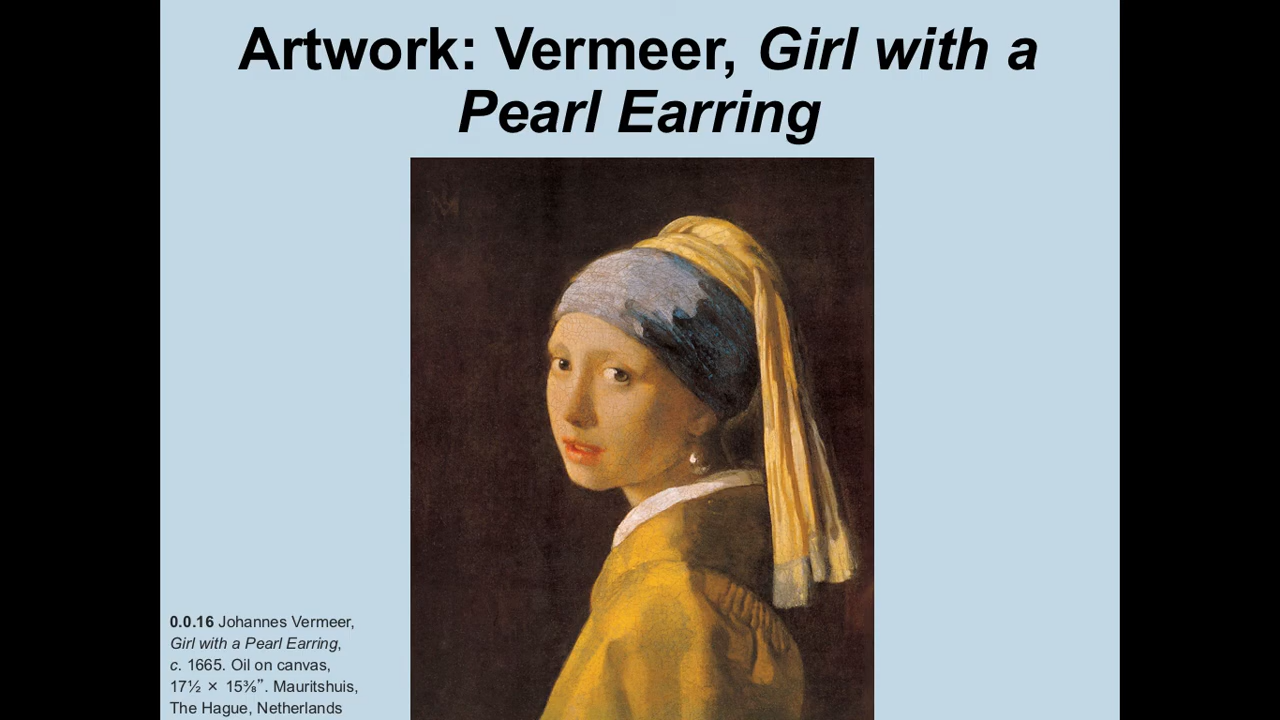 Artwork: Vermeer, Girl with a
Pearl Earring
0.0.16 Johannes Vermeer,
Girl with a Pearl Earring,
c. 1665. Oil on canvas,
17½ × 15⅜”. Mauritshuis,
The Hague, Netherlands